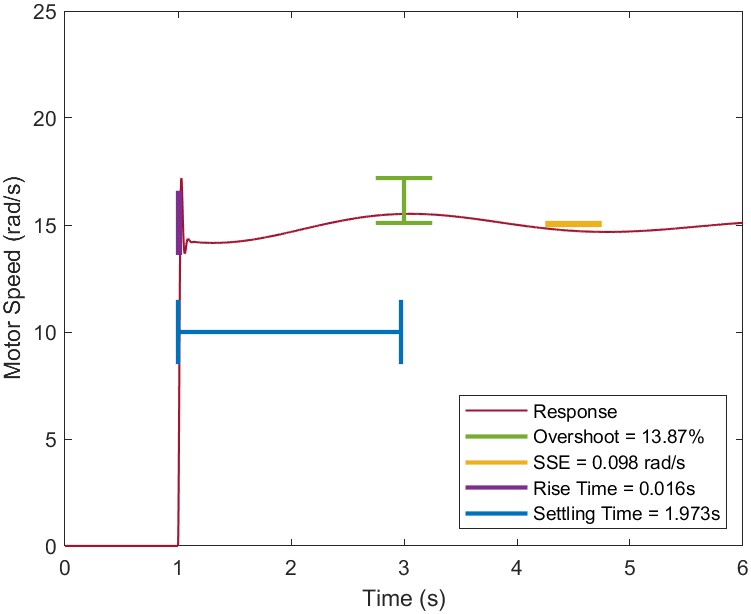 25
20
15
10
5
0
Motor Speed (rad/s)
Response
Overshoot = 13.87%
SSE = 0.098 rad/s
Rise Time = 0.016s
Settling Time = 1.973s
0 1 2 3 4 5 6
Time (s)